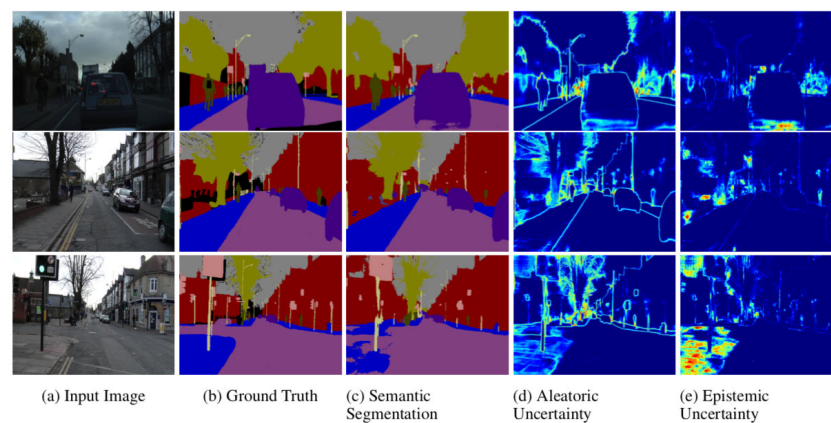 (a) Input Image
(b) Ground Truth
(c) Semantic
Segmentation
(d) Aleatoric
Uncertainty
(e) Epistemic
Uncertainty